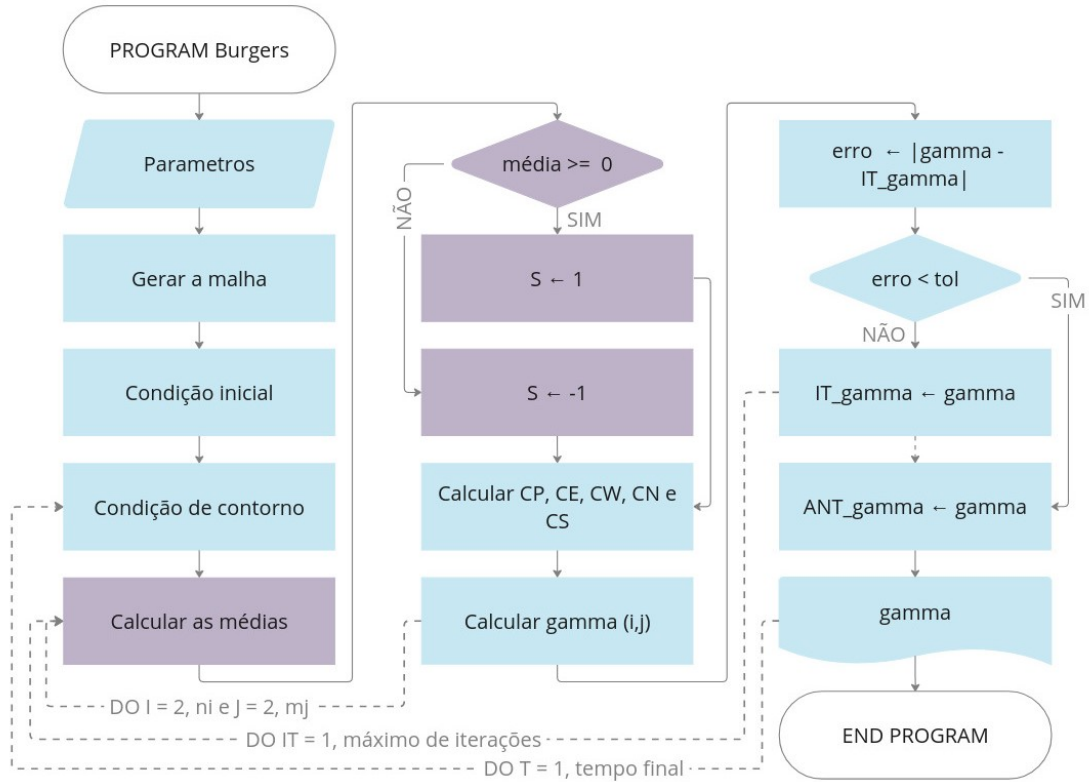 PROGRAM Burgers
Parametros
Gerar a malha
Condição inicial
Condição de contorno
Calcular as médias
média >= 0
NÃO
SIM
S ← 1
S ← -1
Calcular CP, CE, CW, CN e
CS
Calcular gamma (i,j)
erro ← |gamma -
IT_gamma|
erro < tol
SIM
NÃO
IT_gamma ← gamma
ANT_gamma ← gamma
gamma
END PROGRAM
DO I = 2, ni e J = 2, mj
DO IT = 1, máximo de iterações
DO T = 1, tempo final